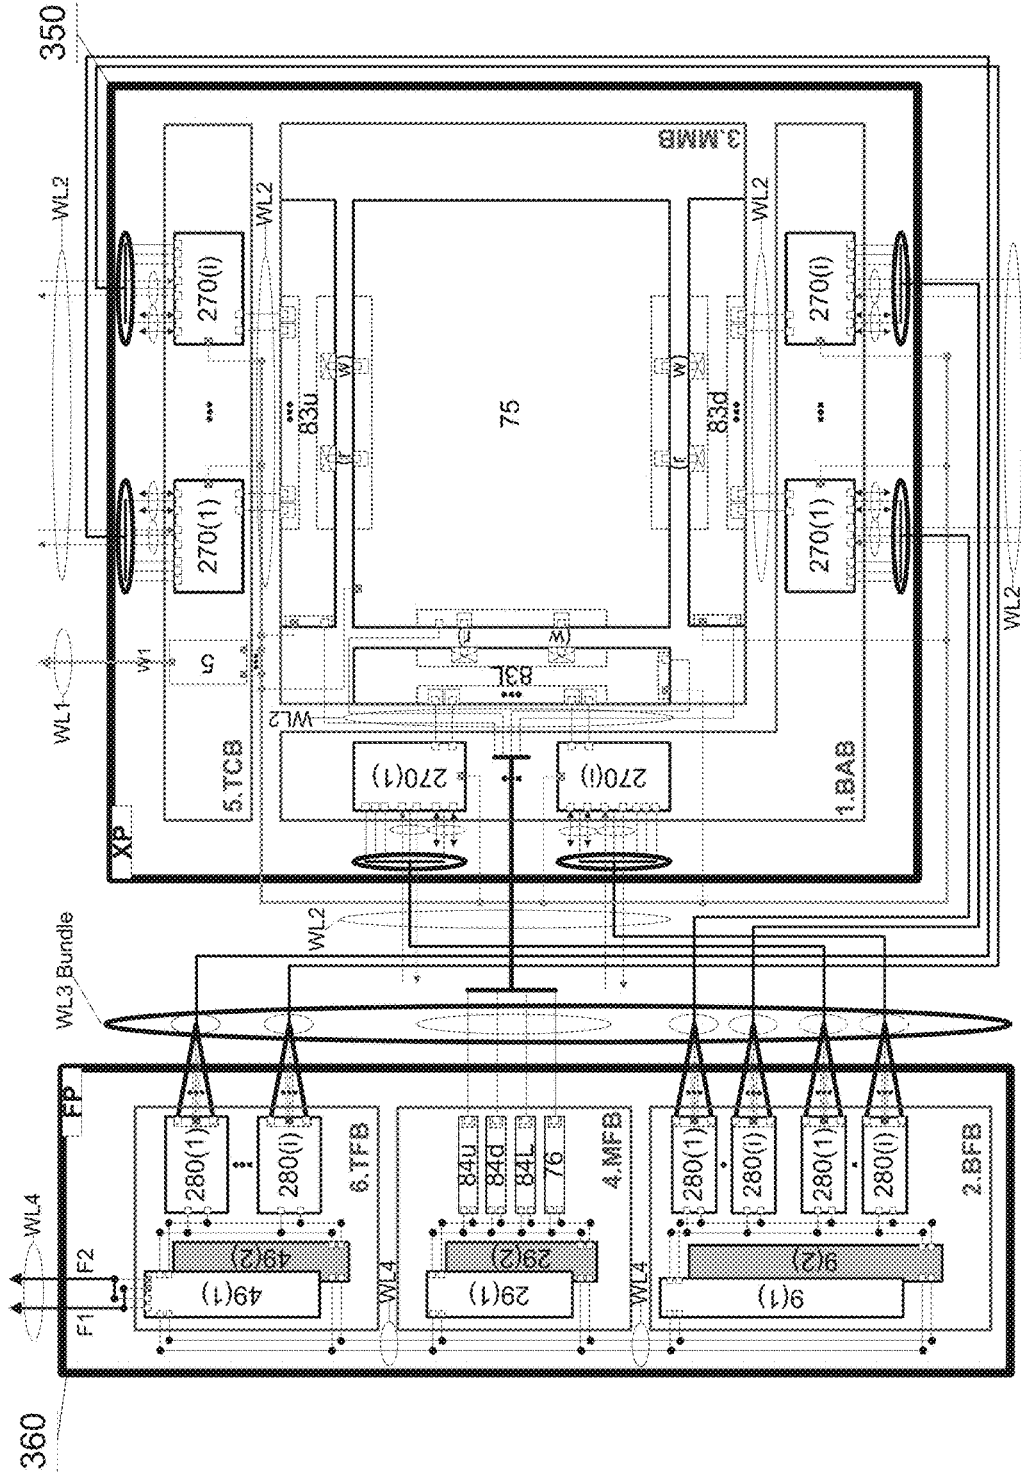 350
360
XP
FP
WL1
W1
WL2
WL2
WL2
WL2
WL2
WL2
WL3 Bundle
WL4
WL4
WL4
F1
F2
5.TCB
5
270(1)
270(i)
3.MMB
83u
83d
83L
75
(r
w)
(r
w)
(r
(w
270(1)
270(i)
1.BAB
270(1)
270(i)
6.TFB
280(1)
280(i)
49(1)
49(2)
4.MFB
84u
84d
84L
76
29(1)
29(2)
2.BFB
280(1)
280(i)
280(1)
280(i)
9(1)
9(2)